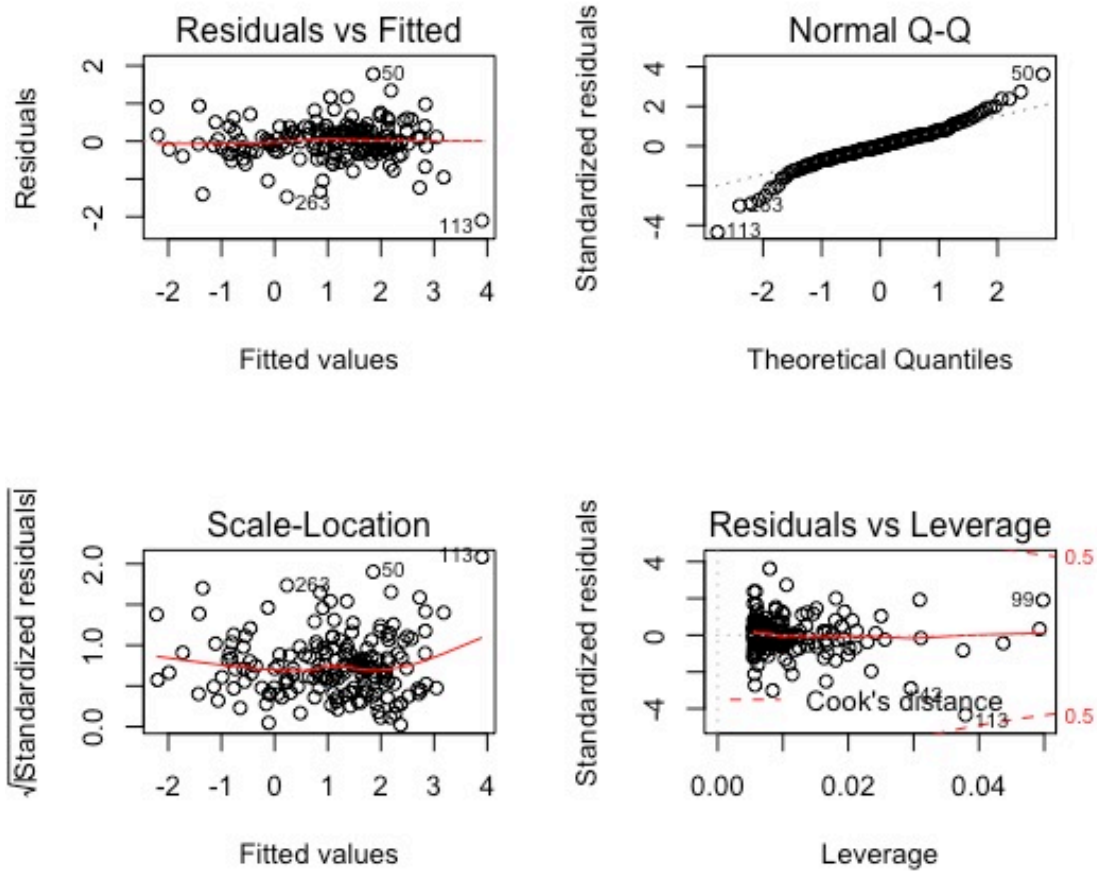 Residuals vs Fitted
Residuals
2
0
-2
50
263
113
-2 -1 0 1 2 3 4
Fitted values
Normal Q-Q
Standardized residuals
4
2
0
-4
50
263
113
-2 -1 0 1 2
Theoretical Quantiles
Scale-Location
√|Standardized residuals|
2.0
1.0
0.0
113
50
263
-2 -1 0 1 2 3 4
Fitted values
Residuals vs Leverage
Standardized residuals
4
0
-4
0.5
99
Cook's distance
113
0.5
0.00 0.02 0.04
Leverage